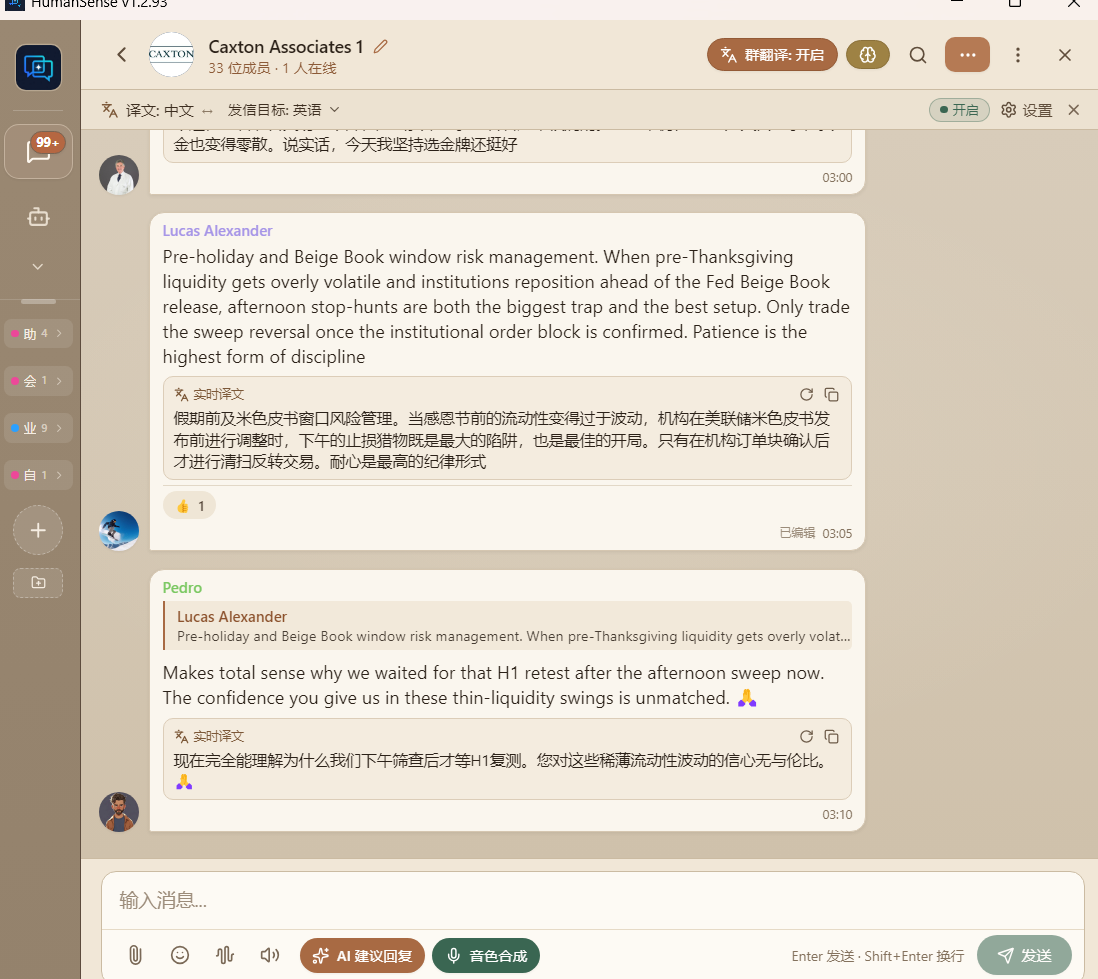 HumanSense v1.2.93
CAXTON
Caxton Associates 1
33 位成员 · 1 人在线
群翻译: 开启
译文: 中文 ↔ 发信目标: 英语
开启
设置
99+
助 4
会 1
业 9
自 1
金也变得零散。说实话，今天我坚持选金牌还挺好
03:00
Lucas Alexander
Pre-holiday and Beige Book window risk management. When pre-Thanksgiving
liquidity gets overly volatile and institutions reposition ahead of the Fed Beige Book
release, afternoon stop-hunts are both the biggest trap and the best setup. Only trade
the sweep reversal once the institutional order block is confirmed. Patience is the
highest form of discipline
实时译文
假期前及米色皮书窗口风险管理。当感恩节前的流动性变得过于波动，机构在美联储米色皮书发
布前进行调整时，下午的止损猎物既是最大的陷阱，也是最佳的开局。只有在机构订单块确认后
才进行清扫反转交易。耐心是最高的纪律形式
👍 1
已编辑 03:05
Pedro
Lucas Alexander
Pre-holiday and Beige Book window risk management. When pre-Thanksgiving liquidity gets overly volat...
Makes total sense why we waited for that H1 retest after the afternoon sweep now.
The confidence you give us in these thin-liquidity swings is unmatched. 🙏
实时译文
现在完全能理解为什么我们下午筛查后才等H1复测。您对这些稀薄流动性波动的信心无与伦比。
🙏
03:10
输入消息...
AI 建议回复
音色合成
Enter 发送 · Shift+Enter 换行
发送